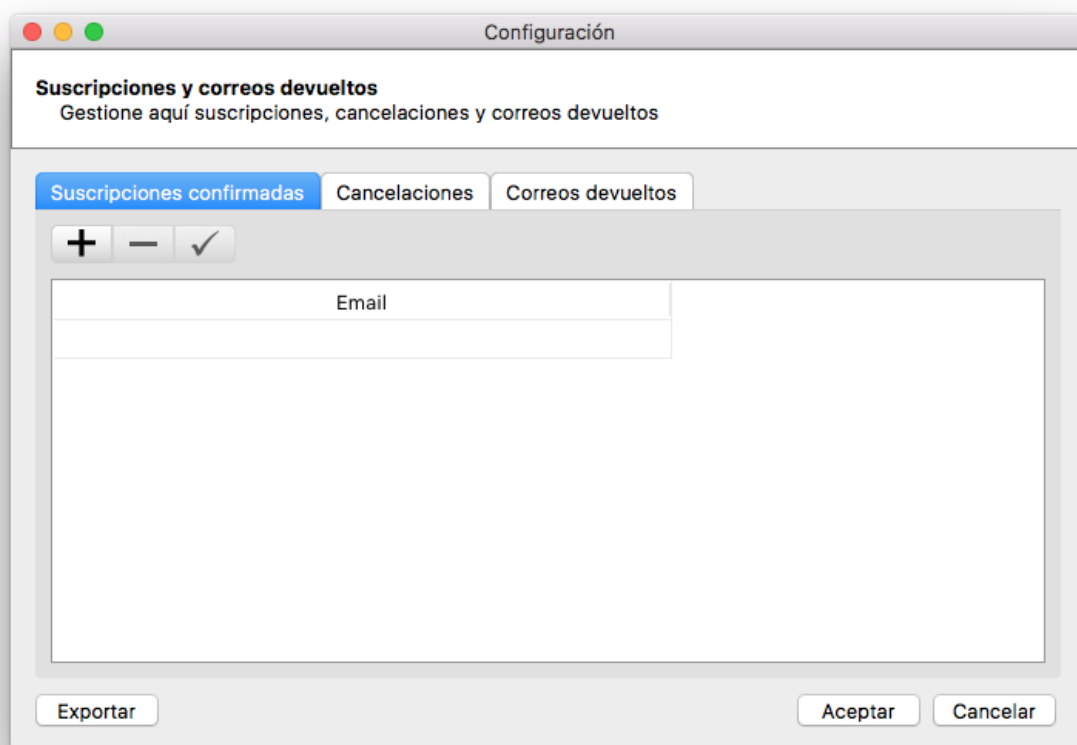 Configuración
Suscripciones y correos devueltos
Gestione aquí suscripciones, cancelaciones y correos devueltos
Suscripciones confirmadas Cancelaciones Correos devueltos
Email
Exportar Aceptar Cancelar